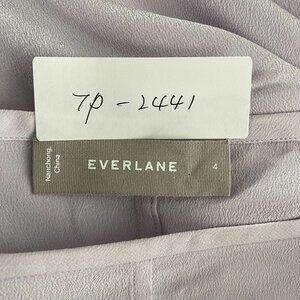 7p-2441
Nanchong,
China
EVERLANE
4